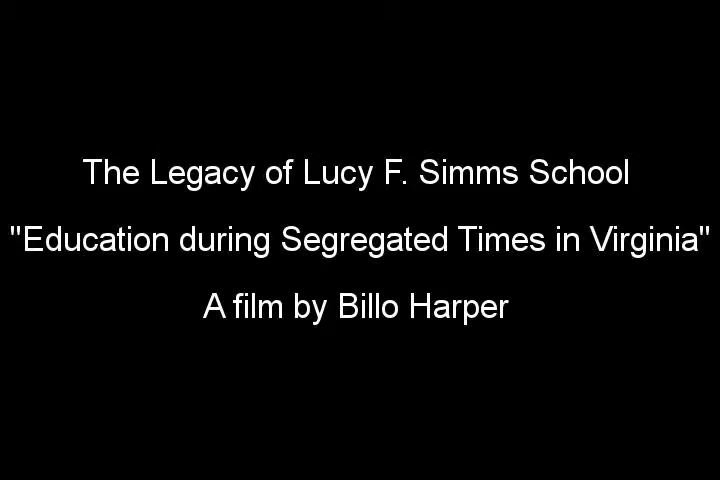 The Legacy of Lucy F. Simms School
"Education during Segregated Times in Virginia"
A film by Billo Harper